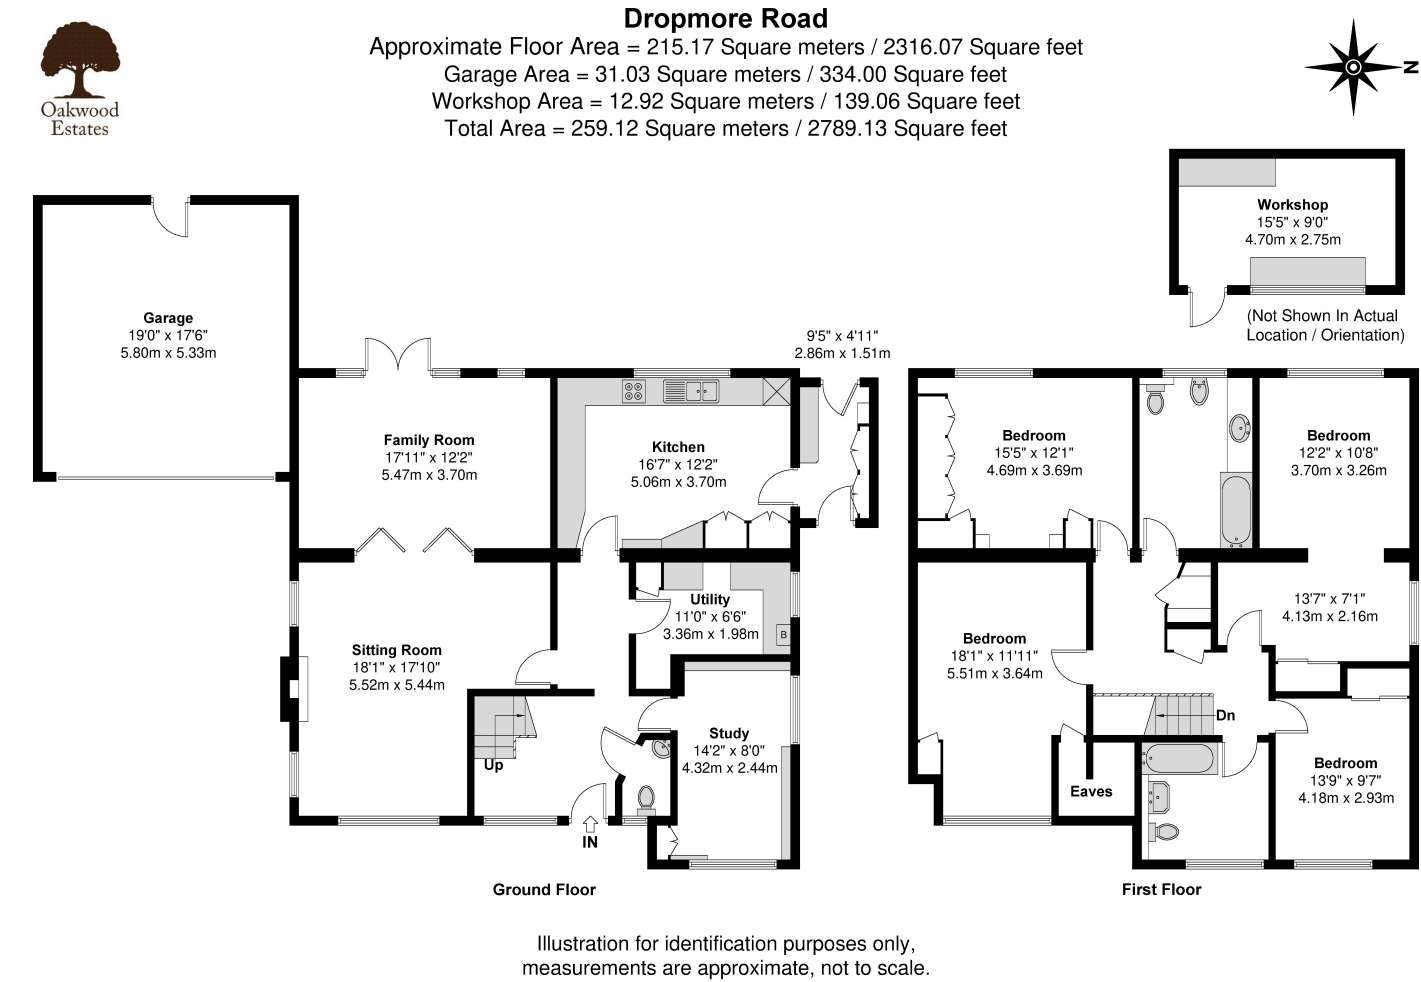 Dropmore Road
Approximate Floor Area = 215.17 Square meters / 2316.07 Square feet
Garage Area = 31.03 Square meters / 334.00 Square feet
Workshop Area = 12.92 Square meters / 139.06 Square feet
Total Area = 259.12 Square meters / 2789.13 Square feet
Oakwood
Estates
N
Workshop
15'5" x 9'0"
4.70m x 2.75m
(Not Shown In Actual
Location / Orientation)
Garage
19'0" x 17'6"
5.80m x 5.33m
9'5" x 4'11"
2.86m x 1.51m
Family Room
17'11" x 12'2"
5.47m x 3.70m
Kitchen
16'7" x 12'2"
5.06m x 3.70m
Utility
11'0" x 6'6"
3.36m x 1.98m
B
Sitting Room
18'1" x 17'10"
5.52m x 5.44m
Study
14'2" x 8'0"
4.32m x 2.44m
Up
IN
Ground Floor
Bedroom
15'5" x 12'1"
4.69m x 3.69m
Bedroom
12'2" x 10'8"
3.70m x 3.26m
13'7" x 7'1"
4.13m x 2.16m
Bedroom
18'1" x 11'11"
5.51m x 3.64m
Dn
Bedroom
13'9" x 9'7"
4.18m x 2.93m
Eaves
First Floor
Illustration for identification purposes only,
measurements are approximate, not to scale.